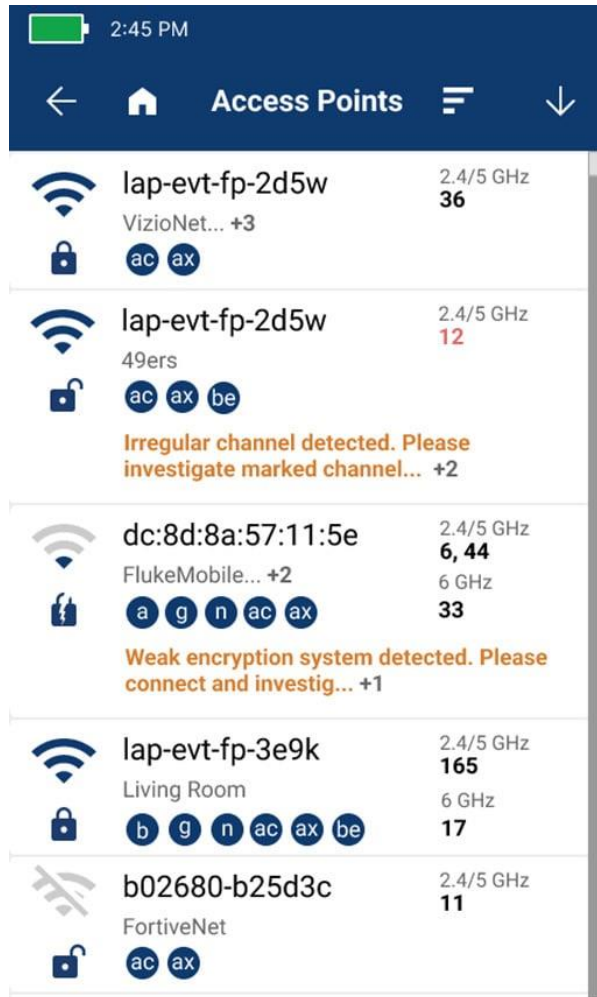 2:45 PM
Access Points
lap-evt-fp-2d5w 2.4/5 GHz
36
VizioNet... +3
ac ax
lap-evt-fp-2d5w 2.4/5 GHz
12
49ers
ac ax be
Irregular channel detected. Please
investigate marked channel... +2
dc:8d:8a:57:11:5e 2.4/5 GHz
6, 44
FlukeMobile... +2 6 GHz
a g n ac ax 33
Weak encryption system detected. Please
connect and investig... +1
lap-evt-fp-3e9k 2.4/5 GHz
165
Living Room 6 GHz
b g n ac ax be 17
b02680-b25d3c 2.4/5 GHz
11
FortiveNet
ac ax